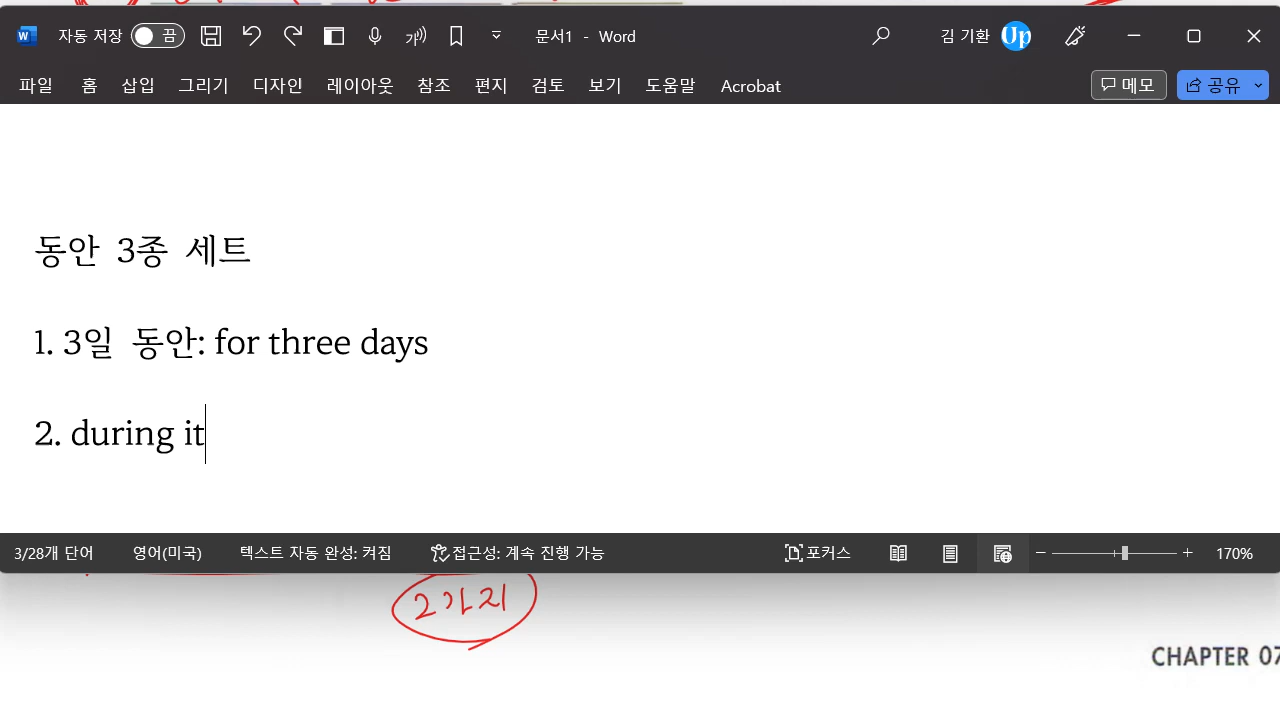 자동 저장 끔 가 문서1 - Word 김 기환 Up
파일 홈 삽입 그리기 디자인 레이아웃 참조 편지 검토 보기 도움말 Acrobat 메모 공유
동안 3종 세트
1. 3일 동안: for three days
2. during it
3/28개 단어 영어(미국) 텍스트 자동 완성: 켜짐 접근성: 계속 진행 가능 포커스 170%
2가지
CHAPTER 07